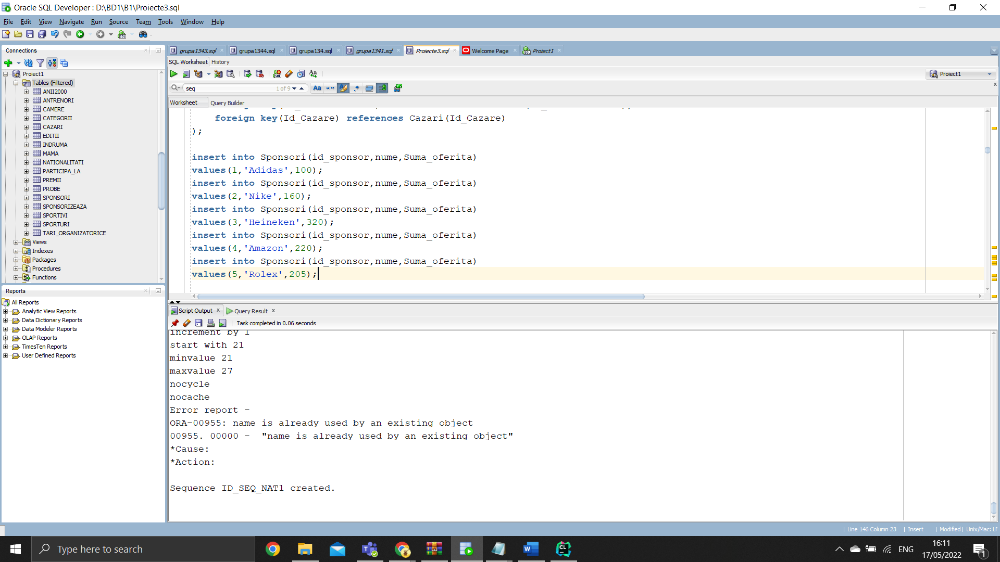 Oracle SQL Developer : D:\BD1\B1\Proiecte3.sql
File Edit View Navigate Run Source Team Tools Window Help
Connections
Proiect1
Tables (Filtered)
ANII2000
ANTRENORI
CAMERE
CATEGORII
CAZARI
EDITII
INDRUMA
MAMA
NATIONALITATI
PARTICIPA_LA
PREMII
PROBE
SPONSORI
SPONSORIZEAZA
SPORTIVI
SPORTURI
TARI_ORGANIZATORICE
Views
Indexes
Packages
Procedures
Functions
Reports
All Reports
Analytic View Reports
Data Dictionary Reports
Data Modeler Reports
OLAP Reports
TimesTen Reports
User Defined Reports
grupa1343.sql grupa1344.sql grupa134.sql grupa1341.sql Proiecte3.sql Welcome Page Proiect1
SQL Worksheet History
Proiect1
seq 1 of 9
Worksheet Query Builder
foreign key(Id_Cazare) references Cazari(Id_Cazare)
);
insert into Sponsori(id_sponsor,nume,Suma_oferita)
values(1,'Adidas',100);
insert into Sponsori(id_sponsor,nume,Suma_oferita)
values(2,'Nike',160);
insert into Sponsori(id_sponsor,nume,Suma_oferita)
values(3,'Heineken',320);
insert into Sponsori(id_sponsor,nume,Suma_oferita)
values(4,'Amazon',220);
insert into Sponsori(id_sponsor,nume,Suma_oferita)
values(5,'Rolex',205);
Script Output Query Result
Task completed in 0.06 seconds
increment by 1
start with 21
minvalue 21
maxvalue 27
nocycle
nocache
Error report -
ORA-00955: name is already used by an existing object
00955. 00000 - "name is already used by an existing object"
*Cause:
*Action:
Sequence ID_SEQ_NAT1 created.
Line 146 Column 23 Insert Modified Unix/Mac: LF
Type here to search
ENG
16:11
17/05/2022
1